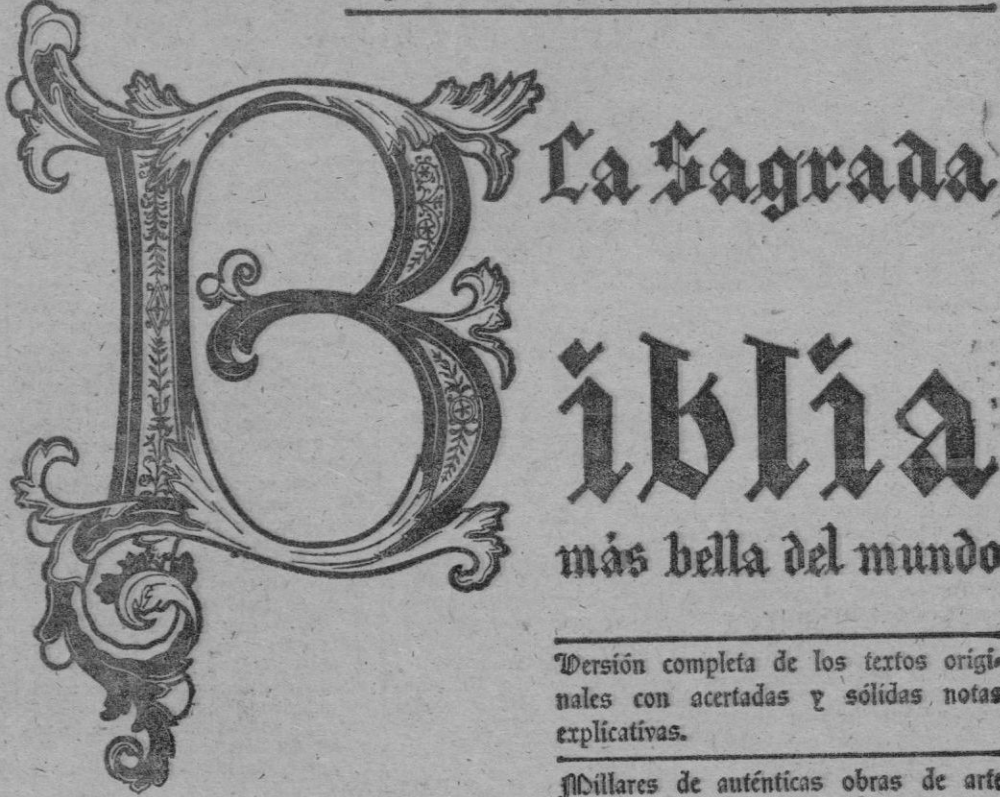 La Sagrada
Biblia
más bella del mundo
Versión completa de los textos origi-
nales con acertadas y sólidas notas
explicativas.
Millares de auténticas obras de arte